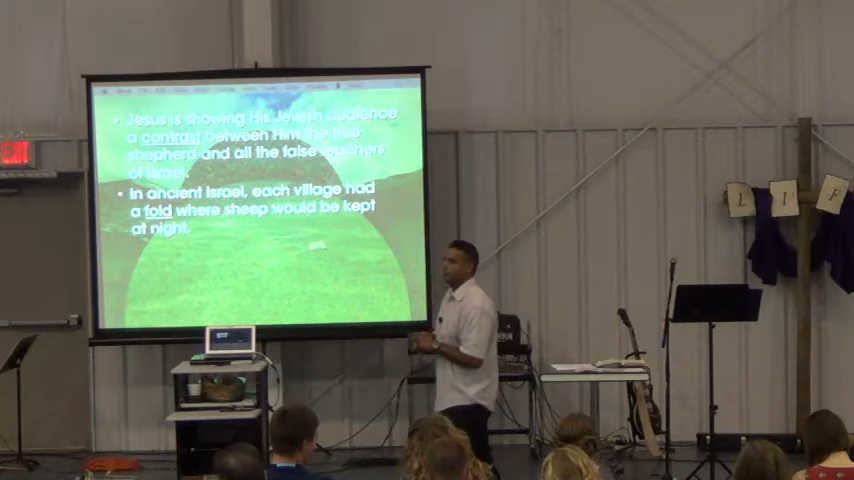 • Jesus is showing His Jewish audience
a contrast between Him the true
shepherd and all the false teachers
of Israel.
• In ancient Israel, each village had
a fold where sheep would be kept
at night.
EXIT
L I F